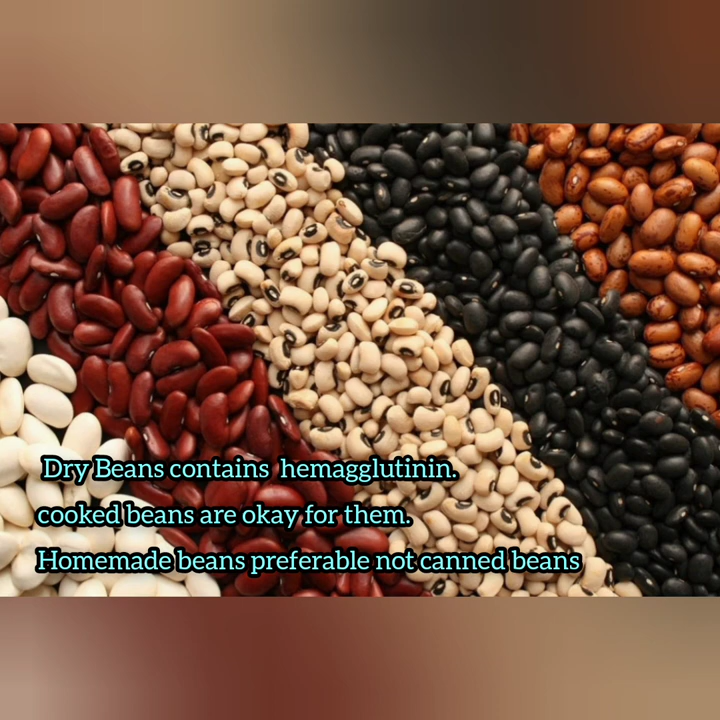 Dry Beans contains hemagglutinin.
cooked beans are okay for them.
Homemade beans preferable not canned beans